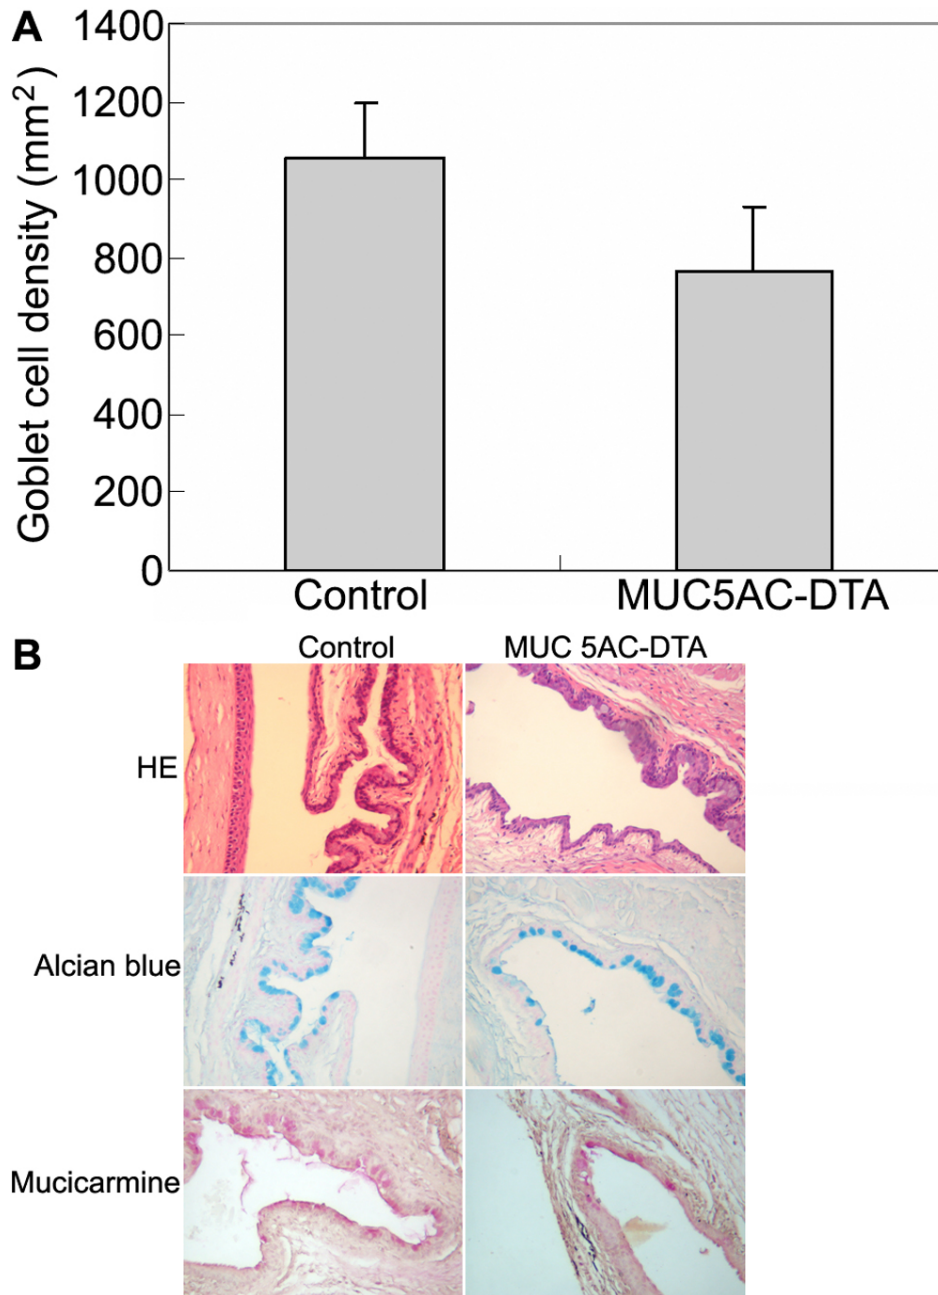 A
Goblet cell density (mm2)
1400
1200
1000
800
600
400
200
0
Control MUC5AC-DTA
B
Control MUC 5AC-DTA
HE
Alcian blue
Mucicarmine